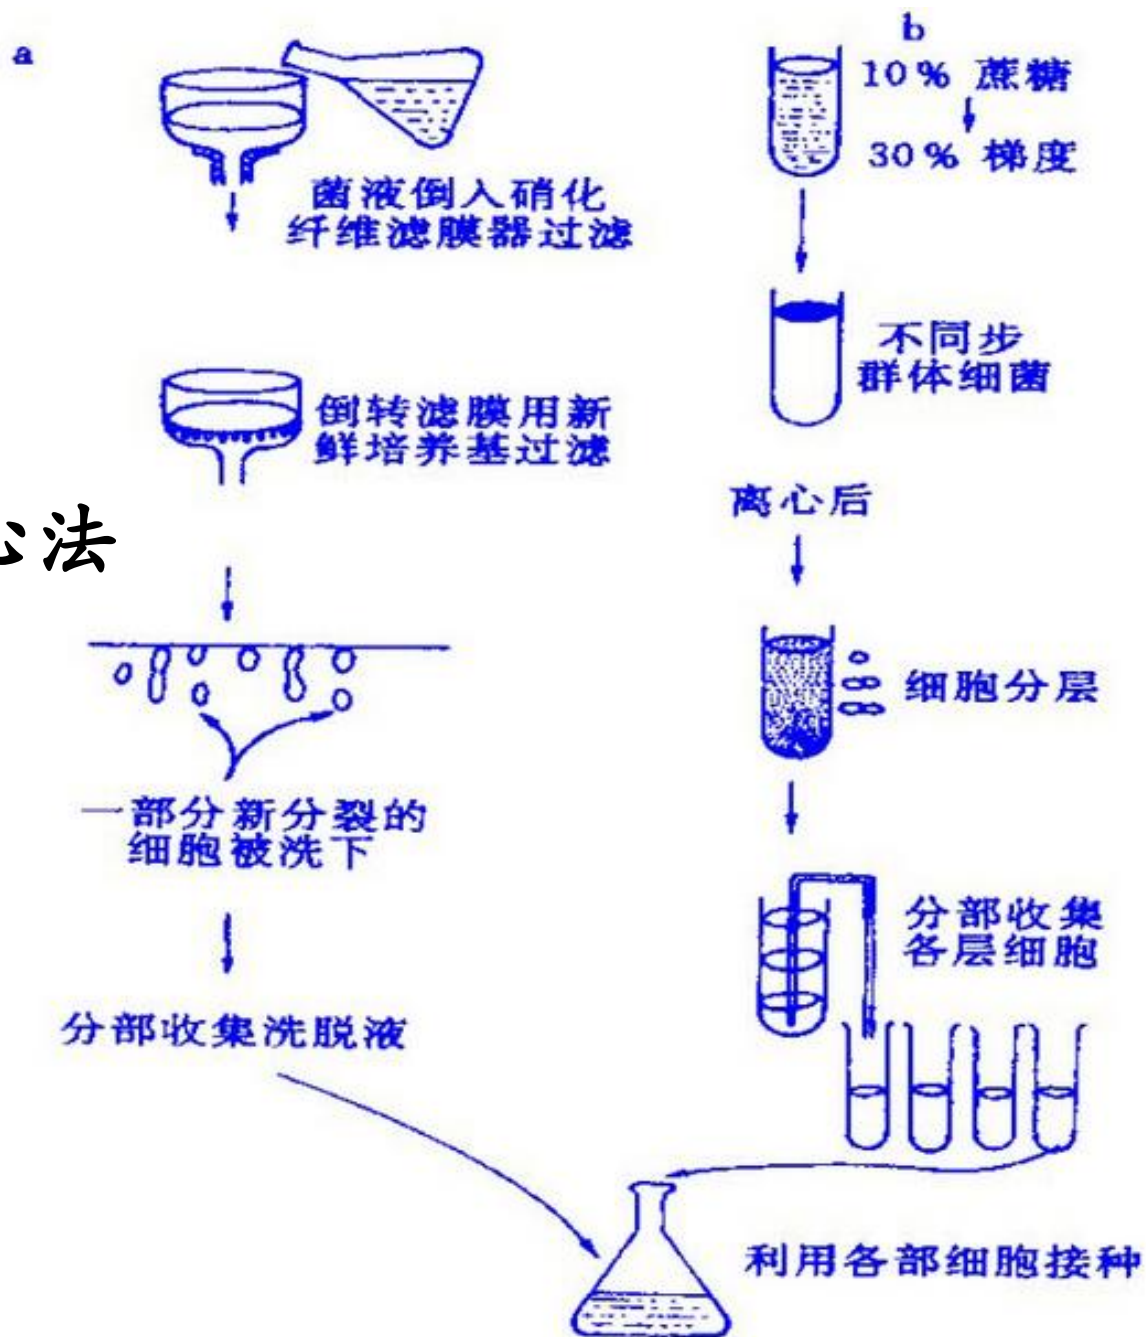 a
菌液倒入硝化
纤维滤膜器过滤
倒转滤膜用新
鲜培养基过滤
心法
一部分新分裂的
细胞被洗下
分部收集洗脱液
b
10% 蔗糖
30% 梯度
不同步
群体细菌
离心后
细胞分层
分部收集
各层细胞
利用各部细胞接种